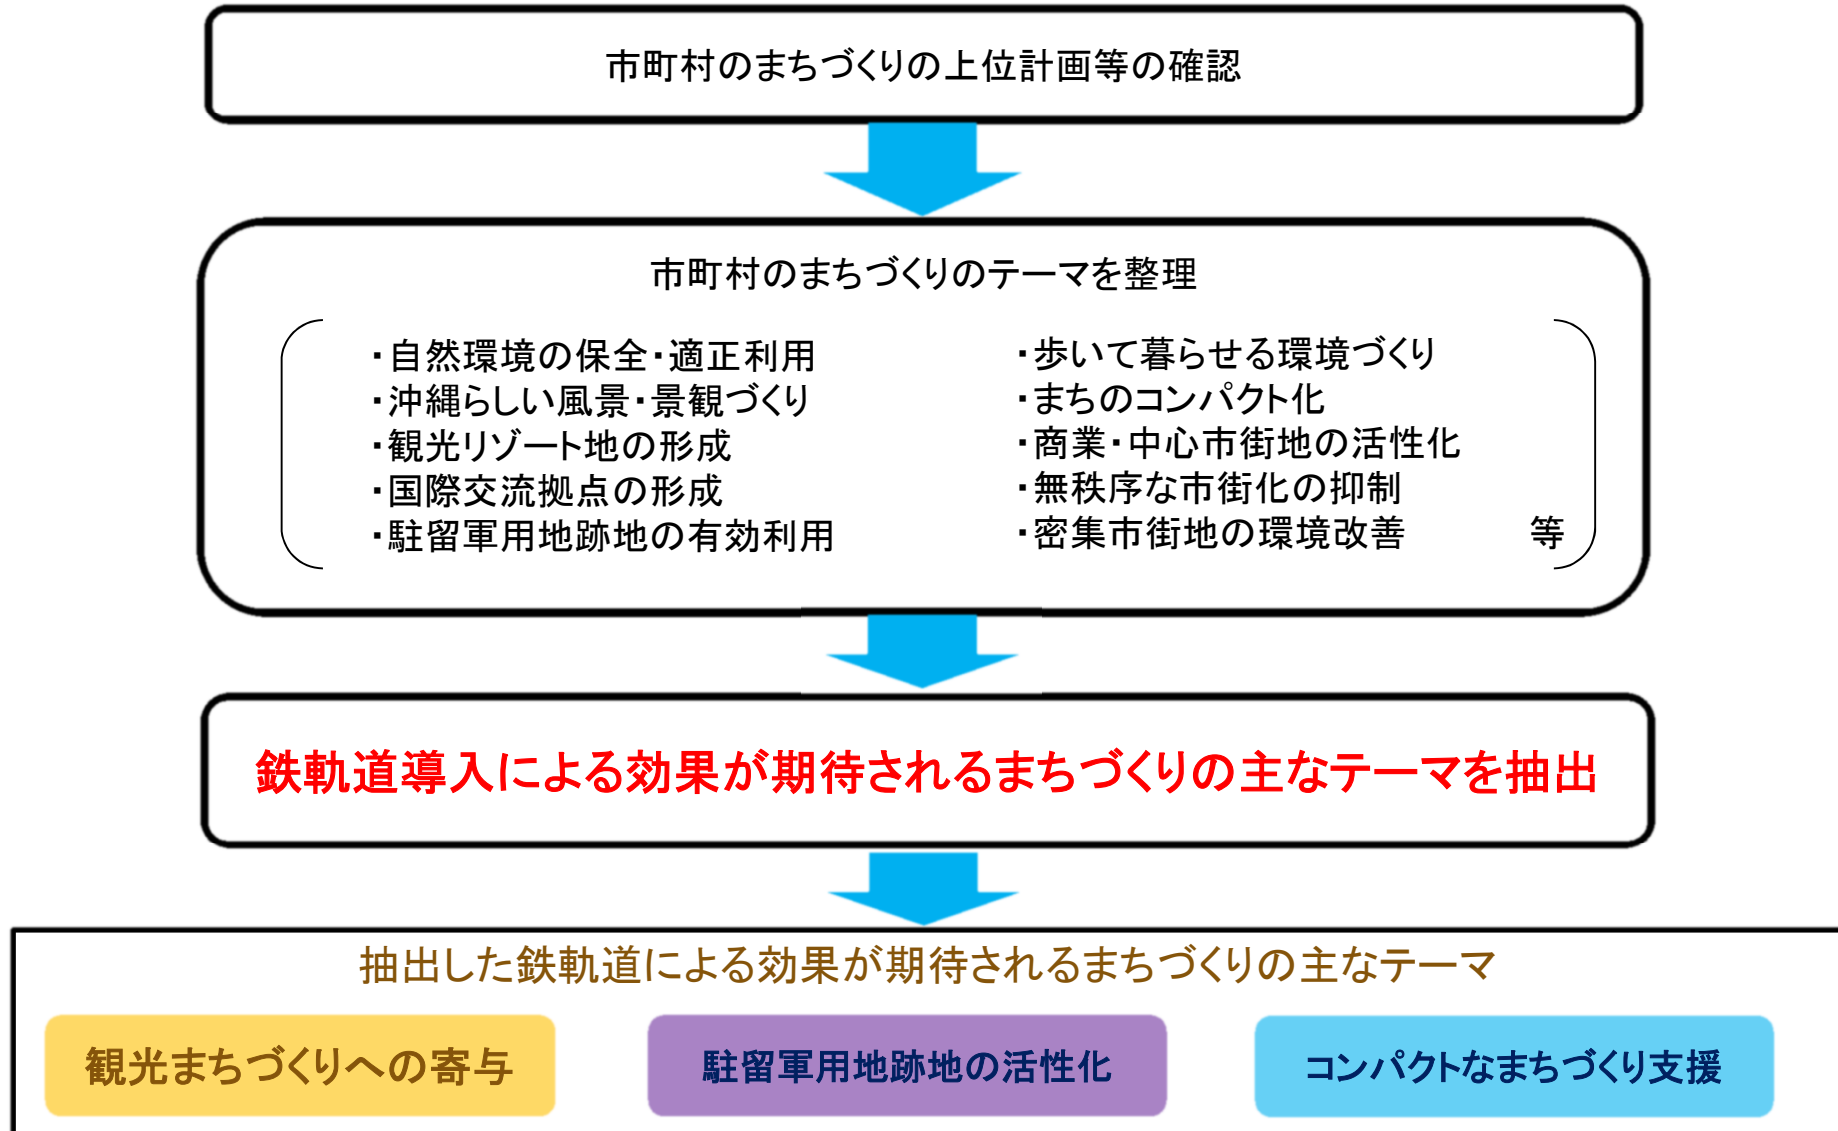 市町村のまちづくりの上位計画等の確認
市町村のまちづくりのテーマを整理
・自然環境の保全・適正利用
・沖縄らしい風景・景観づくり
・観光リゾート地の形成
・国際交流拠点の形成
・駐留軍用地跡地の有効利用
・歩いて暮らせる環境づくり
・まちのコンパクト化
・商業・中心市街地の活性化
・無秩序な市街化の抑制
・密集市街地の環境改善 等
鉄軌道導入による効果が期待されるまちづくりの主なテーマを抽出
抽出した鉄軌道による効果が期待されるまちづくりの主なテーマ
観光まちづくりへの寄与
駐留軍用地跡地の活性化
コンパクトなまちづくり支援